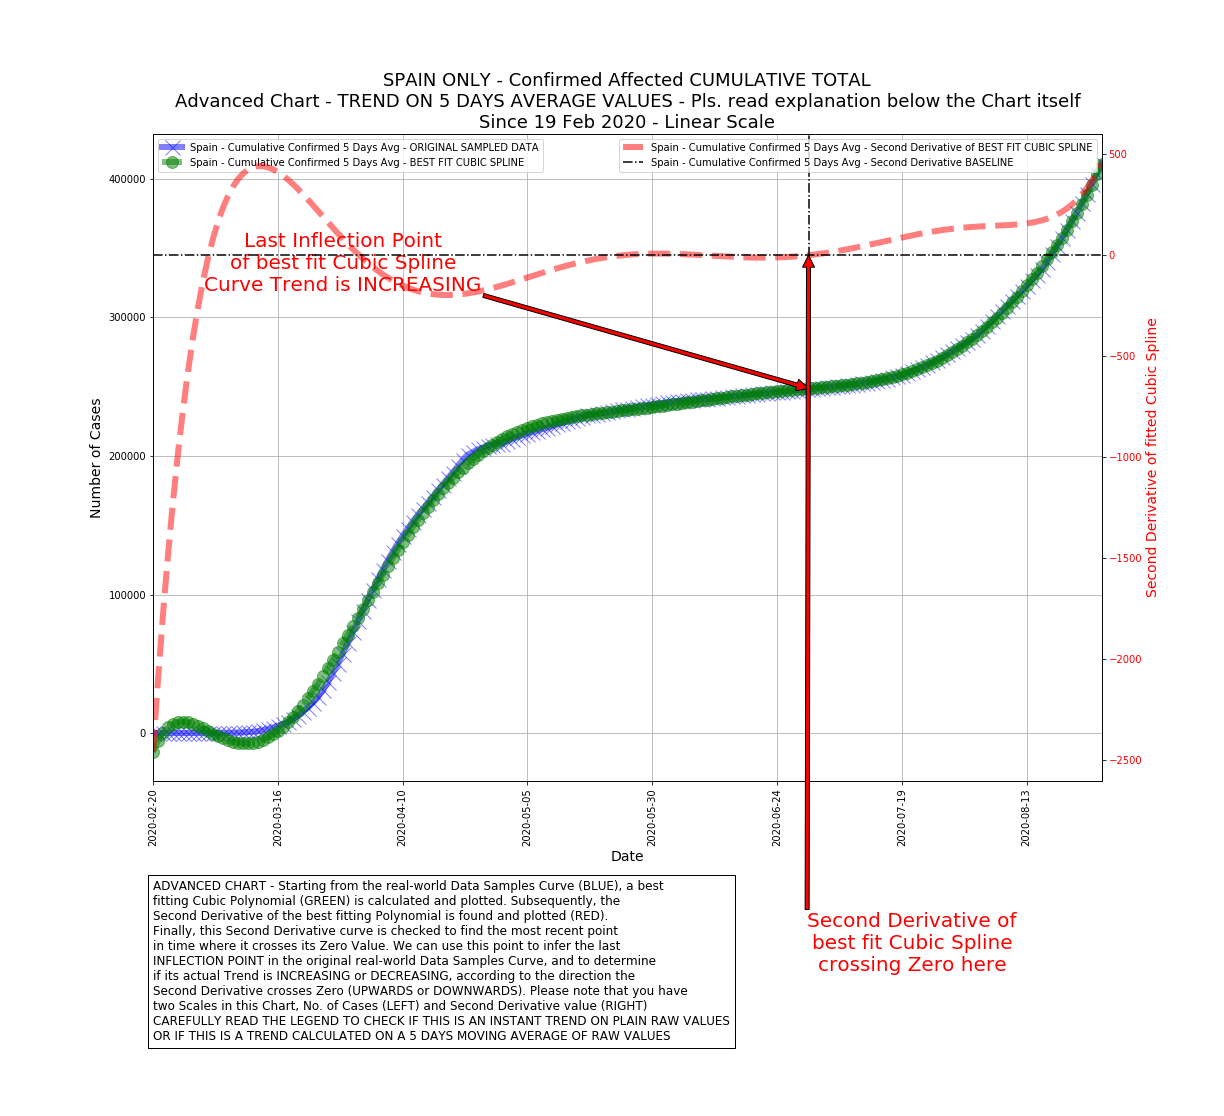 SPAIN ONLY - Confirmed Affected CUMULATIVE TOTAL
Advanced Chart - TREND ON 5 DAYS AVERAGE VALUES - Pls. read explanation below the Chart itself
Since 19 Feb 2020 - Linear Scale
Spain - Cumulative Confirmed 5 Days Avg - ORIGINAL SAMPLED DATA
Spain - Cumulative Confirmed 5 Days Avg - BEST FIT CUBIC SPLINE
Spain - Cumulative Confirmed 5 Days Avg - Second Derivative of BEST FIT CUBIC SPLINE
Spain - Cumulative Confirmed 5 Days Avg - Second Derivative BASELINE
Last Inflection Point
of best fit Cubic Spline
Curve Trend is INCREASING
Number of Cases
400000
300000
200000
100000
0
500
0
−500
−1000
−1500
−2000
−2500
Second Derivative of fitted Cubic Spline
2020-02-20
2020-03-16
2020-04-10
2020-05-05
2020-05-30
2020-06-24
2020-07-19
2020-08-13
Date
ADVANCED CHART - Starting from the real-world Data Samples Curve (BLUE), a best
fitting Cubic Polynomial (GREEN) is calculated and plotted. Subsequently, the
Second Derivative of the best fitting Polynomial is found and plotted (RED).
Finally, this Second Derivative curve is checked to find the most recent point
in time where it crosses its Zero Value. We can use this point to infer the last
INFLECTION POINT in the original real-world Data Samples Curve, and to determine
if its actual Trend is INCREASING or DECREASING, according to the direction the
Second Derivative crosses Zero (UPWARDS or DOWNWARDS). Please note that you have
two Scales in this Chart, No. of Cases (LEFT) and Second Derivative value (RIGHT)
CAREFULLY READ THE LEGEND TO CHECK IF THIS IS AN INSTANT TREND ON PLAIN RAW VALUES
OR IF THIS IS A TREND CALCULATED ON A 5 DAYS MOVING AVERAGE OF RAW VALUES
Second Derivative of
best fit Cubic Spline
crossing Zero here